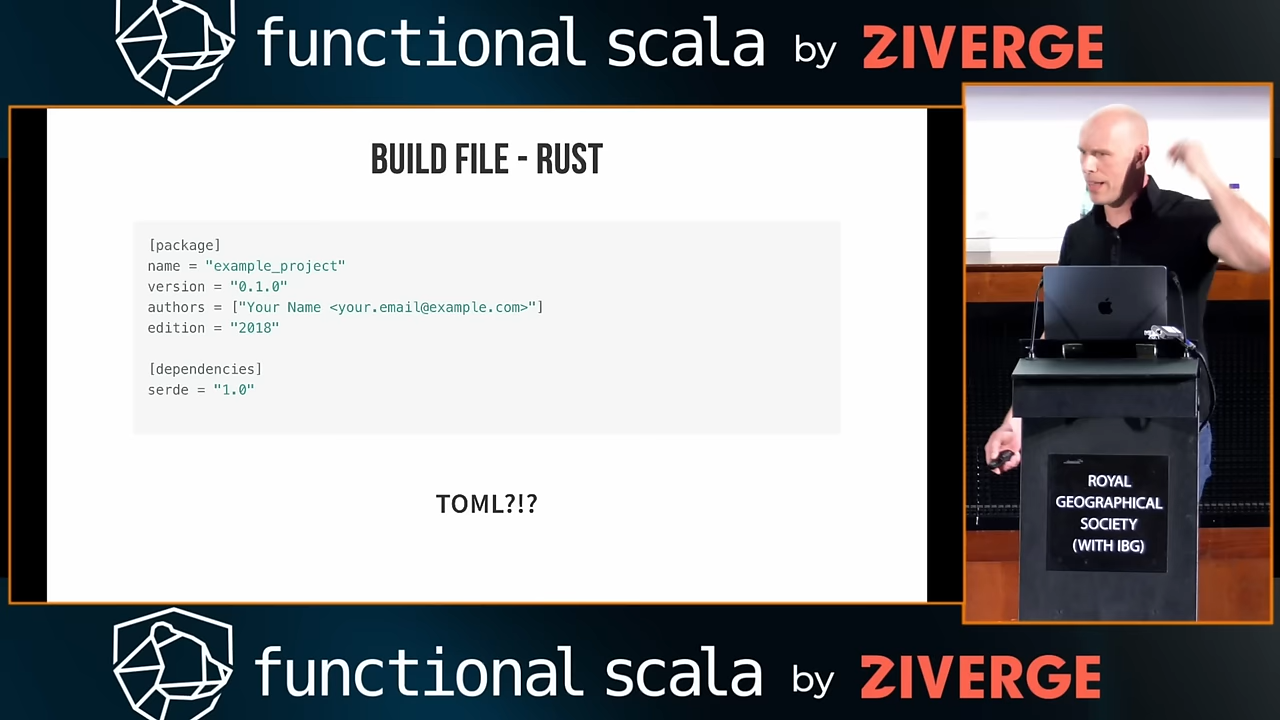 functional scala by ZIVERGE
BUILD FILE - RUST
[package]
name = "example_project"
version = "0.1.0"
authors = ["Your Name <your.email@example.com>"]
edition = "2018"
[dependencies]
serde = "1.0"
TOML?!?
ROYAL
GEOGRAPHICAL
SOCIETY
(WITH IBG)
functional scala by ZIVERGE